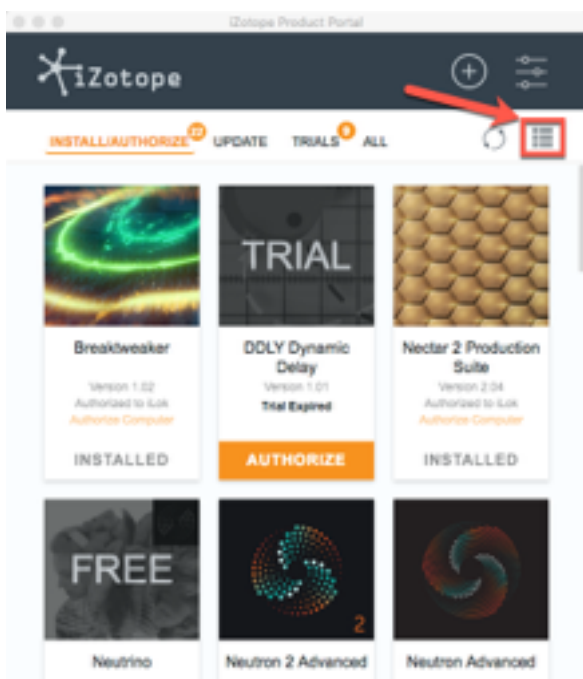 iZotope Product Portal
iZotope
INSTALL/AUTHORIZE 22 UPDATE TRIALS 9 ALL
TRIAL
Breaktweaker
Version 1.02
Authorized to iLok
Authorize Computer
INSTALLED
DDLY Dynamic
Delay
Version 1.01
Trial Expired
AUTHORIZE
Nectar 2 Production
Suite
Version 2.04
Authorized to iLok
Authorize Computer
INSTALLED
FREE
Neutrino
2
Neutron 2 Advanced
Neutron Advanced